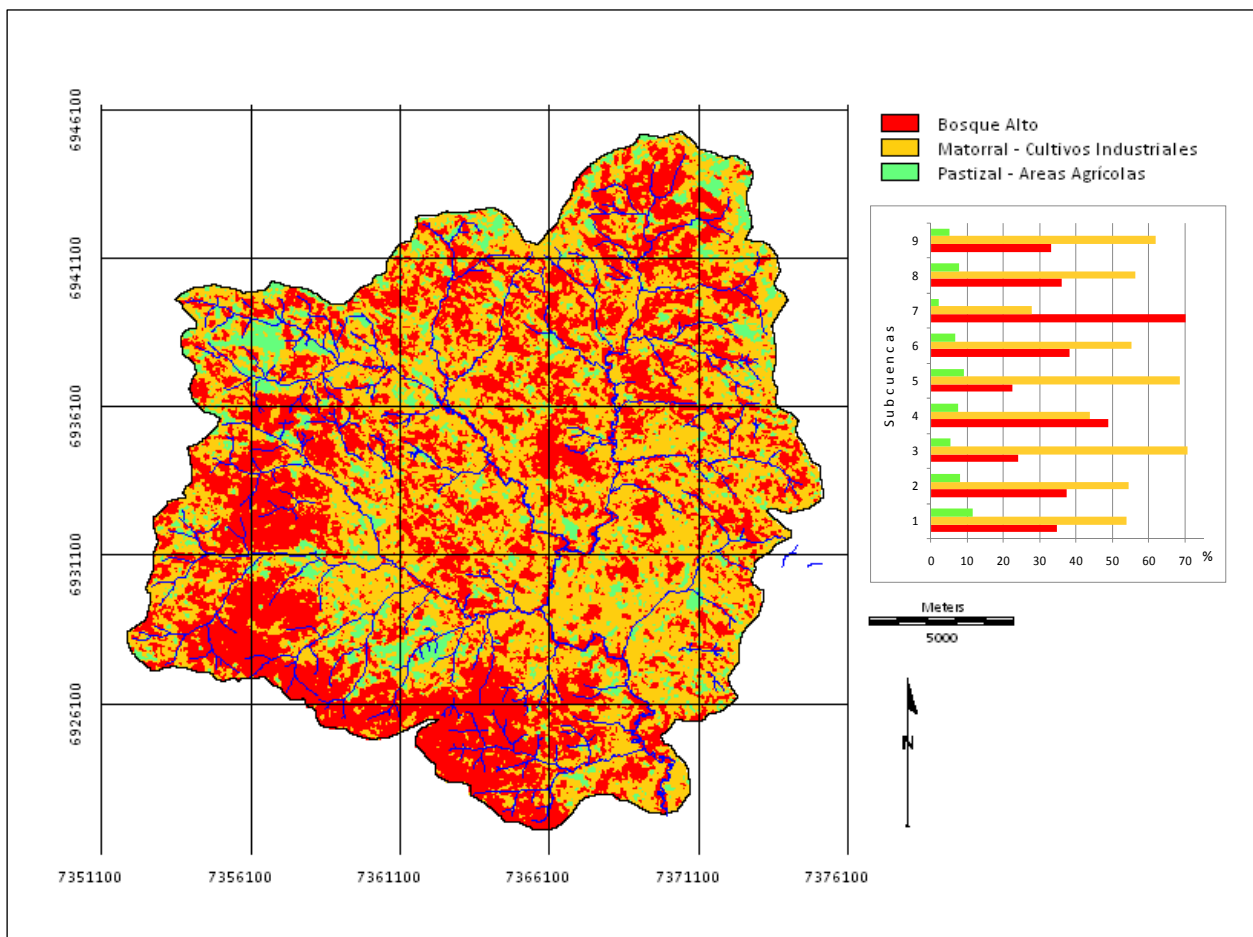 6946100
6941100
6936100
6931100
6926100
7351100 7356100 7361100 7366100 7371100 7376100
Bosque Alto
Matorral - Cultivos Industriales
Pastizal - Areas Agrícolas
Subcuencas
9
8
7
6
5
4
3
2
1
0 10 20 30 40 50 60 70 %
Meters
5000
N